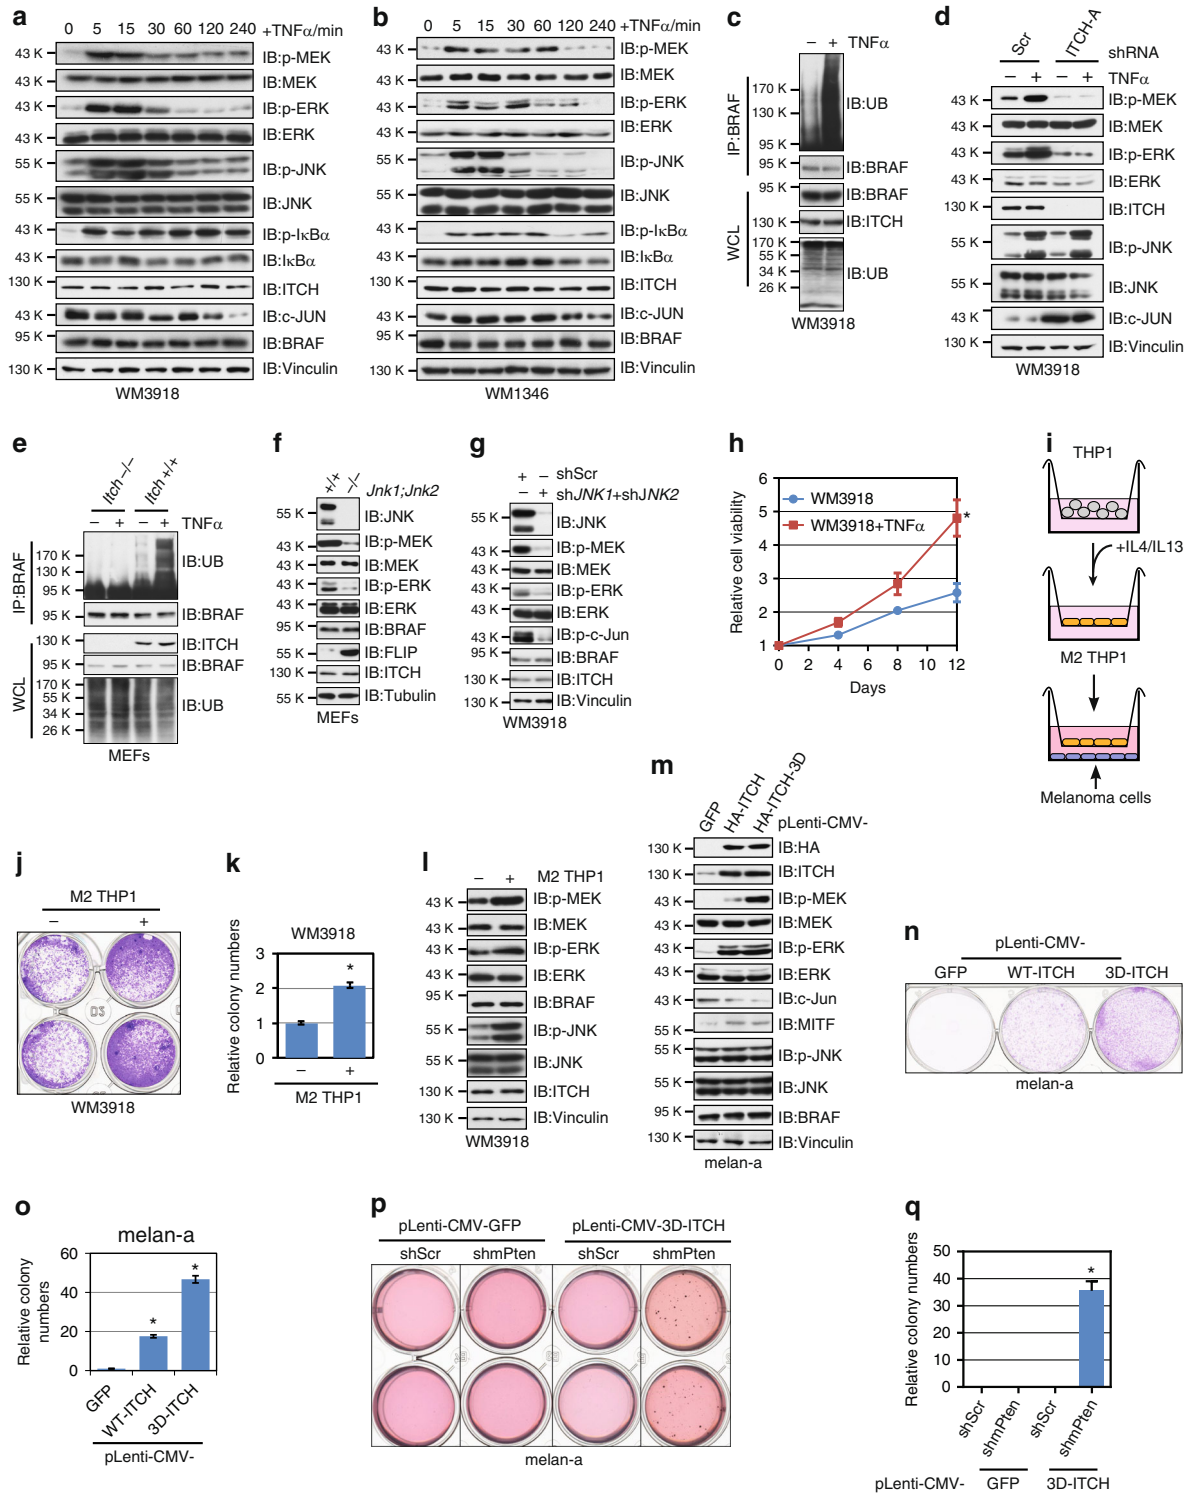 a
0 5 15 30 60 120 240 +TNFα/min
43 K IB:p-MEK
43 K IB:MEK
43 K IB:p-ERK
43 K IB:ERK
55 K IB:p-JNK
55 K IB:JNK
43 K IB:p-IκBα
43 K IB:IκBα
130 K IB:ITCH
43 K IB:c-JUN
95 K IB:BRAF
130 K IB:Vinculin
WM3918
b
0 5 15 30 60 120 240 +TNFα/min
43 K IB:p-MEK
43 K IB:MEK
43 K IB:p-ERK
43 K IB:ERK
55 K IB:p-JNK
55 K IB:JNK
43 K IB:p-IκBα
43 K IB:IκBα
130 K IB:ITCH
43 K IB:c-JUN
95 K IB:BRAF
130 K IB:Vinculin
WM1346
c
– + TNFα
IP:BRAF
170 K
130 K IB:UB
95 K
95 K IB:BRAF
WCL
95 K IB:BRAF
130 K IB:ITCH
170 K
55 K
34 K IB:UB
26 K
WM3918
d
Scr ITCH-A shRNA
– + – + TNFα
43 K IB:p-MEK
43 K IB:MEK
43 K IB:p-ERK
43 K IB:ERK
130 K IB:ITCH
55 K IB:p-JNK
55 K IB:JNK
43 K IB:c-JUN
130 K IB:Vinculin
WM3918
e
Itch –/– Itch +/+
– + – + TNFα
IP:BRAF
170 K IB:UB
130 K
95 K
95 K IB:BRAF
WCL
130 K IB:ITCH
95 K IB:BRAF
170 K
55 K IB:UB
34 K
26 K
MEFs
f
+/+ –/– Jnk1;Jnk2
55 K IB:JNK
43 K IB:p-MEK
43 K IB:MEK
43 K IB:p-ERK
43 K IB:ERK
95 K IB:BRAF
55 K IB:FLIP
130 K IB:ITCH
55 K IB:Tubulin
MEFs
g
+ – shScr
– + shJNK1+shJNK2
55 K IB:JNK
43 K IB:p-MEK
43 K IB:MEK
43 K IB:p-ERK
43 K IB:ERK
43 K IB:p-c-Jun
95 K IB:BRAF
130 K IB:ITCH
130 K IB:Vinculin
WM3918
h
Relative cell viability
6
5
4
3
2
1
WM3918
WM3918+TNFα
*
0 2 4 6 8 10 12
Days
i
THP1
+IL4/IL13
M2 THP1
Melanoma cells
j
M2 THP1
– +
D3
WM3918
k
WM3918
Relative colony numbers
3
2
1
0
*
– +
M2 THP1
l
– + M2 THP1
43 K IB:p-MEK
43 K IB:MEK
43 K IB:p-ERK
43 K IB:ERK
95 K IB:BRAF
55 K IB:p-JNK
55 K IB:JNK
130 K IB:ITCH
130 K IB:Vinculin
WM3918
m
GFP HA-ITCH HA-ITCH-3D pLenti-CMV-
130 K IB:HA
130 K IB:ITCH
43 K IB:p-MEK
43 K IB:MEK
43 K IB:p-ERK
43 K IB:ERK
43 K IB:c-Jun
55 K IB:MITF
55 K IB:p-JNK
55 K IB:JNK
95 K IB:BRAF
130 K IB:Vinculin
melan-a
n
pLenti-CMV-
GFP WT-ITCH 3D-ITCH
melan-a
o
melan-a
Relative colony numbers
60
40
20
0
* *
GFP WT-ITCH 3D-ITCH
pLenti-CMV-
p
pLenti-CMV-GFP pLenti-CMV-3D-ITCH
shScr shmPten shScr shmPten
melan-a
q
Relative colony numbers
50
40
30
20
10
0
*
shScr shmPten shScr shmPten
pLenti-CMV- GFP 3D-ITCH